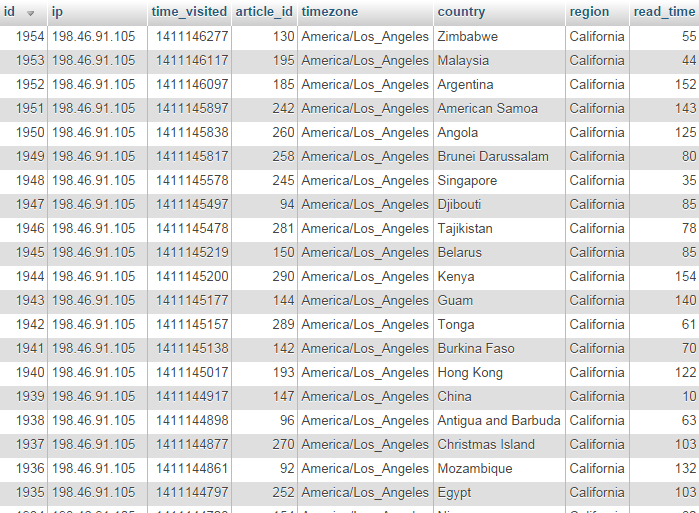 id ip time_visited article_id timezone country region read_time
1954 198.46.91.105 1411146277 130 America/Los_Angeles Zimbabwe California 55
1953 198.46.91.105 1411146117 195 America/Los_Angeles Malaysia California 44
1952 198.46.91.105 1411146097 185 America/Los_Angeles Argentina California 152
1951 198.46.91.105 1411145897 242 America/Los_Angeles American Samoa California 143
1950 198.46.91.105 1411145838 260 America/Los_Angeles Angola California 125
1949 198.46.91.105 1411145817 258 America/Los_Angeles Brunei Darussalam California 80
1948 198.46.91.105 1411145578 245 America/Los_Angeles Singapore California 35
1947 198.46.91.105 1411145497 94 America/Los_Angeles Djibouti California 85
1946 198.46.91.105 1411145478 281 America/Los_Angeles Tajikistan California 78
1945 198.46.91.105 1411145219 150 America/Los_Angeles Belarus California 85
1944 198.46.91.105 1411145200 290 America/Los_Angeles Kenya California 154
1943 198.46.91.105 1411145177 144 America/Los_Angeles Guam California 140
1942 198.46.91.105 1411145157 289 America/Los_Angeles Tonga California 61
1941 198.46.91.105 1411145138 142 America/Los_Angeles Burkina Faso California 70
1940 198.46.91.105 1411145017 193 America/Los_Angeles Hong Kong California 122
1939 198.46.91.105 1411144917 147 America/Los_Angeles China California 10
1938 198.46.91.105 1411144898 96 America/Los_Angeles Antigua and Barbuda California 63
1937 198.46.91.105 1411144877 270 America/Los_Angeles Christmas Island California 103
1936 198.46.91.105 1411144861 92 America/Los_Angeles Mozambique California 132
1935 198.46.91.105 1411144797 252 America/Los_Angeles Egypt California 103